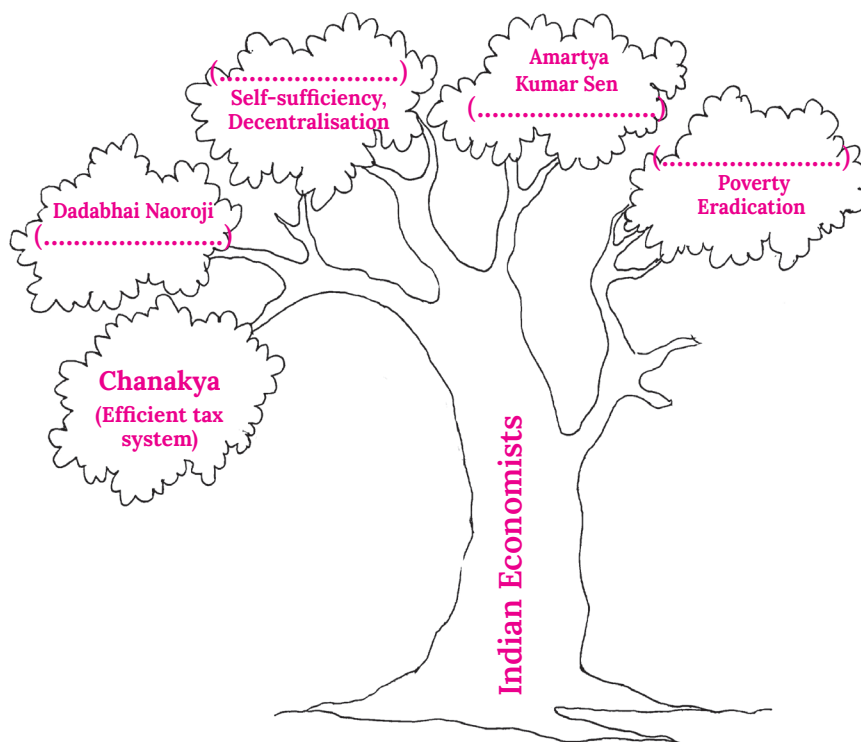 (........................)
Self-sufficiency,
Decentralisation
Amartya
Kumar Sen
(........................)
(........................)
Poverty
Eradication
Dadabhai Naoroji
(........................)
Chanakya
(Efficient tax
system)
Indian Economists